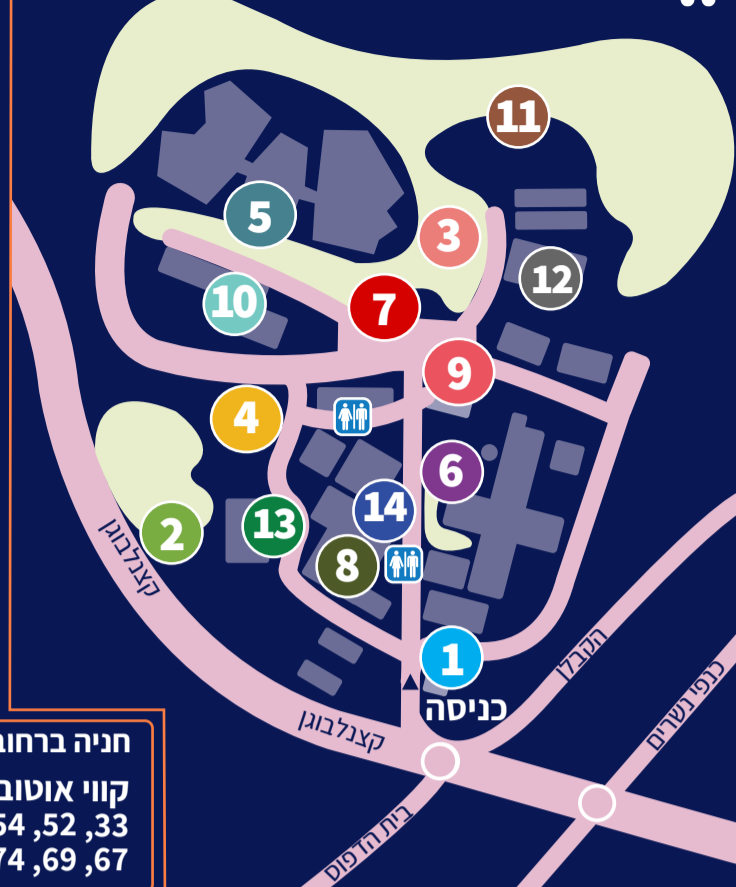 11
5
3
12
10
7
9
4
6
14
13
2
8
קצנלבוגן
1
הקבלן
כנפי נשרים
כניסה
קצנלבוגן
בית הדפוס
חניה ברחוב
קווי אוטוב
33, 52, 54
67, 69, 74